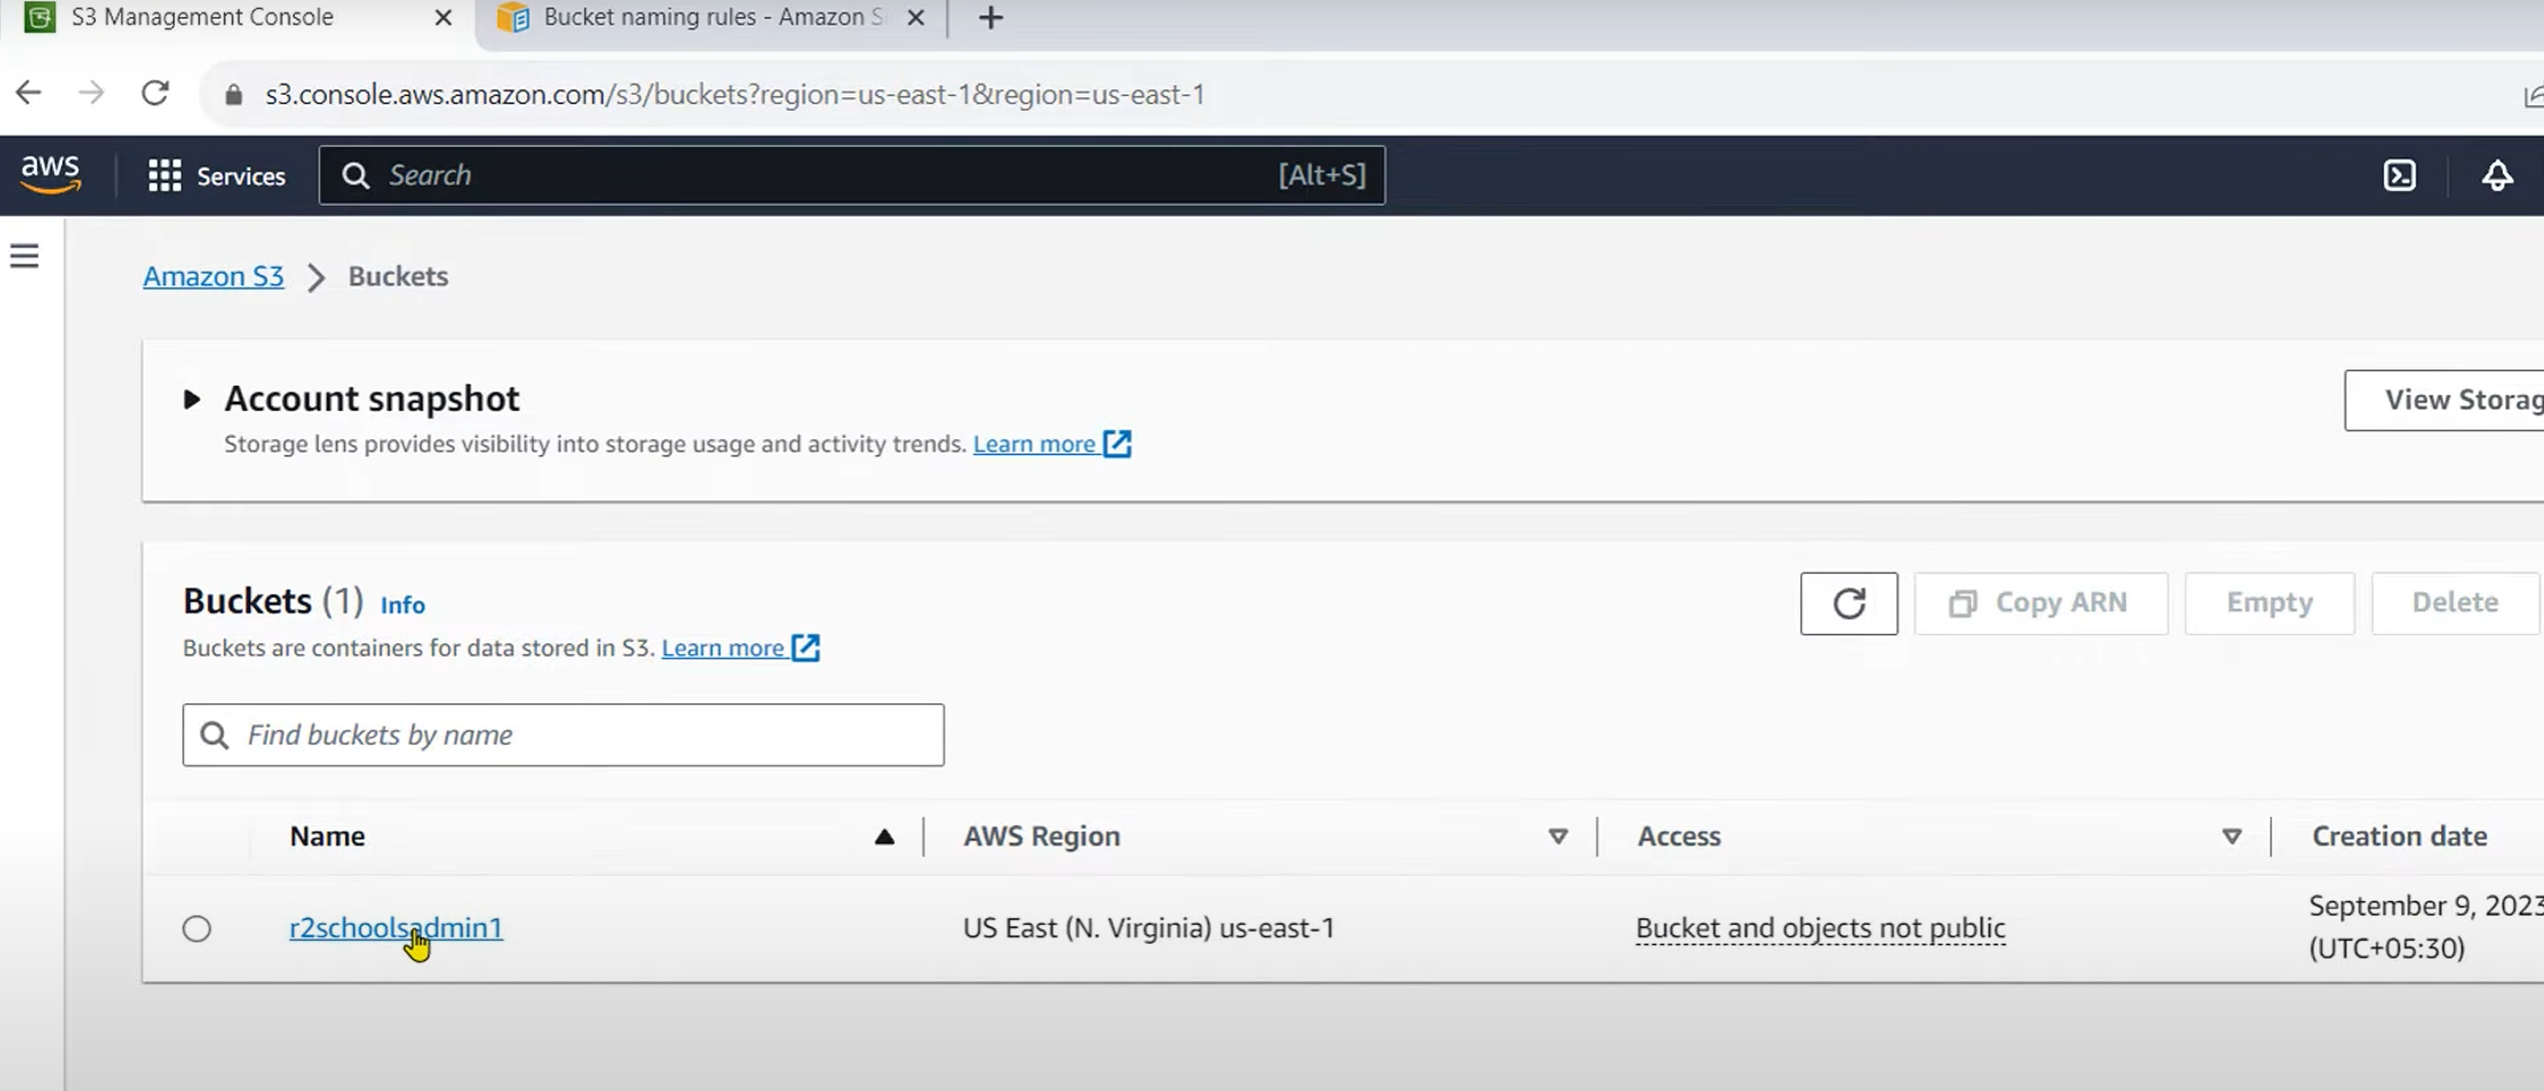 S3 Management Console
Bucket naming rules - Amazon S
s3.console.aws.amazon.com/s3/buckets?region=us-east-1&region=us-east-1
aws
Services
Search
[Alt+S]
Amazon S3
Buckets
Account snapshot
View Storag
Storage lens provides visibility into storage usage and activity trends. Learn more
Buckets (1) Info
Copy ARN
Empty
Delete
Buckets are containers for data stored in S3. Learn more
Find buckets by name
Name
AWS Region
Access
Creation date
r2schoolsadmin1
US East (N. Virginia) us-east-1
Bucket and objects not public
September 9, 2023
(UTC+05:30)